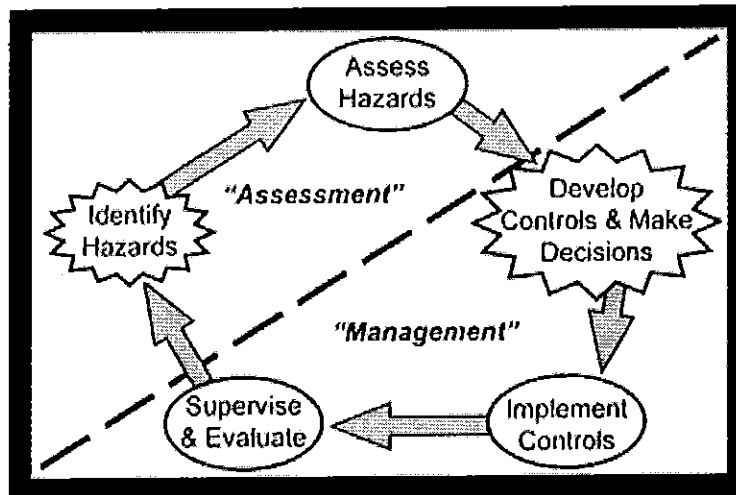 Assess
Hazards
"Assessment"
Identify
Hazards
Develop
Controls & Make
Decisions
"Management"
Supervise
& Evaluate
Implement
Controls